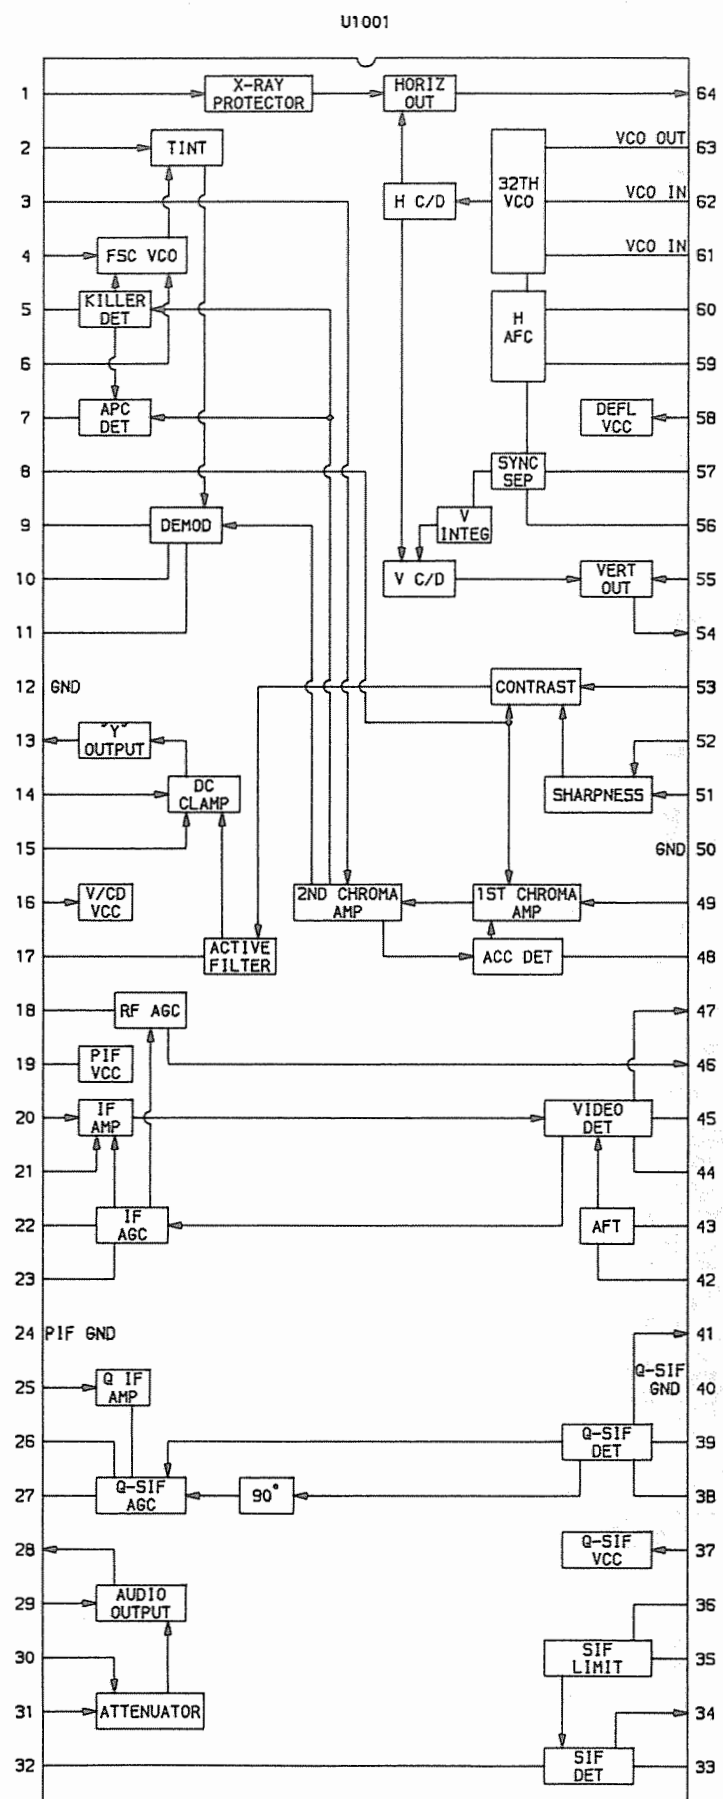 U1001
1 X-RAY PROTECTOR HORIZ OUT 64
2 TINT VCO OUT 63
3 H C/D 32TH VCO VCO IN 62
4 FSC VCO VCO IN 61
5 KILLER DET H AFC 60
6 59
7 APC DET DEFL VCC 58
8 SYNC SEP 57
9 DEMOD V INTEG 56
10 V C/D VERT OUT 55
11 54
12 GND CONTRAST 53
13 "Y" OUTPUT 52
14 DC CLAMP SHARPNESS 51
15 GND 50
16 V/CD VCC 2ND CHROMA AMP 1ST CHROMA AMP 49
17 ACTIVE FILTER ACC DET 48
18 RF AGC 47
19 PIF VCC 46
20 IF AMP VIDEO DET 45
21 44
22 IF AGC AFT 43
23 42
24 PIF GND 41
25 Q IF AMP Q-SIF GND 40
26 Q-SIF DET 39
27 Q-SIF AGC 90° 38
28 Q-SIF VCC 37
29 AUDIO OUTPUT 36
30 SIF LIMIT 35
31 ATTENUATOR 34
32 SIF DET 33